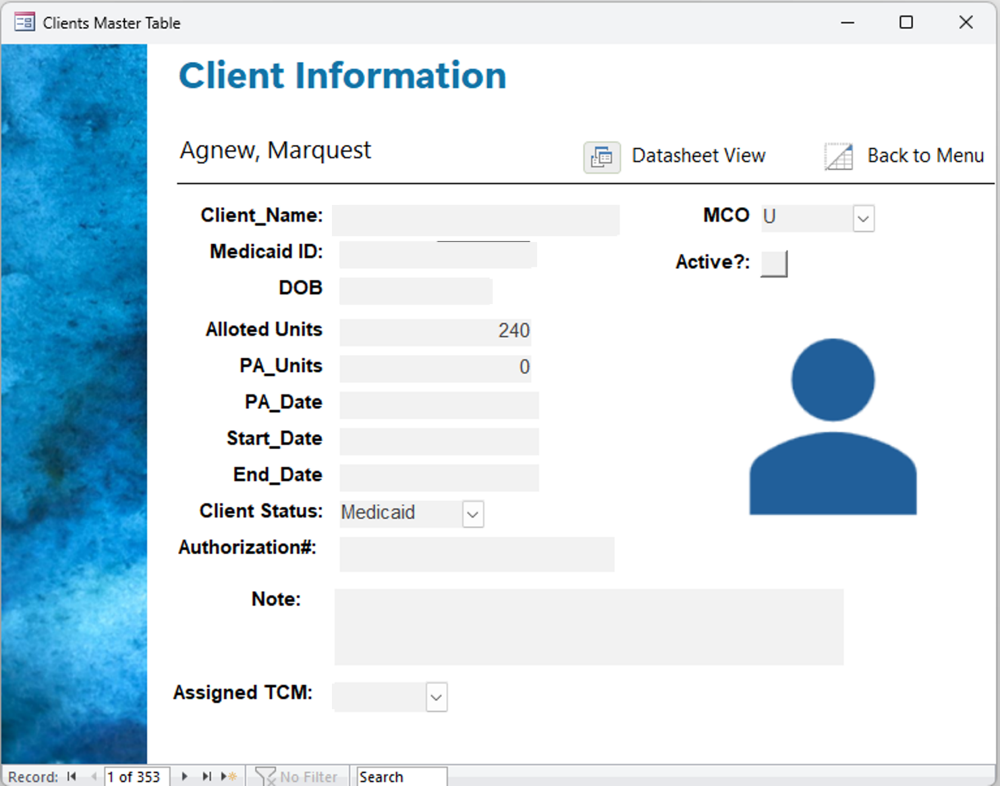 Clients Master Table
Client Information
Agnew, Marquest
Datasheet View
Back to Menu
Client_Name:
MCO U
Medicaid ID:
Active?:
DOB
Alloted Units 240
PA_Units 0
PA_Date
Start_Date
End_Date
Client Status: Medicaid
Authorization#:
Note:
Assigned TCM:
Record: 1 of 353 No Filter Search